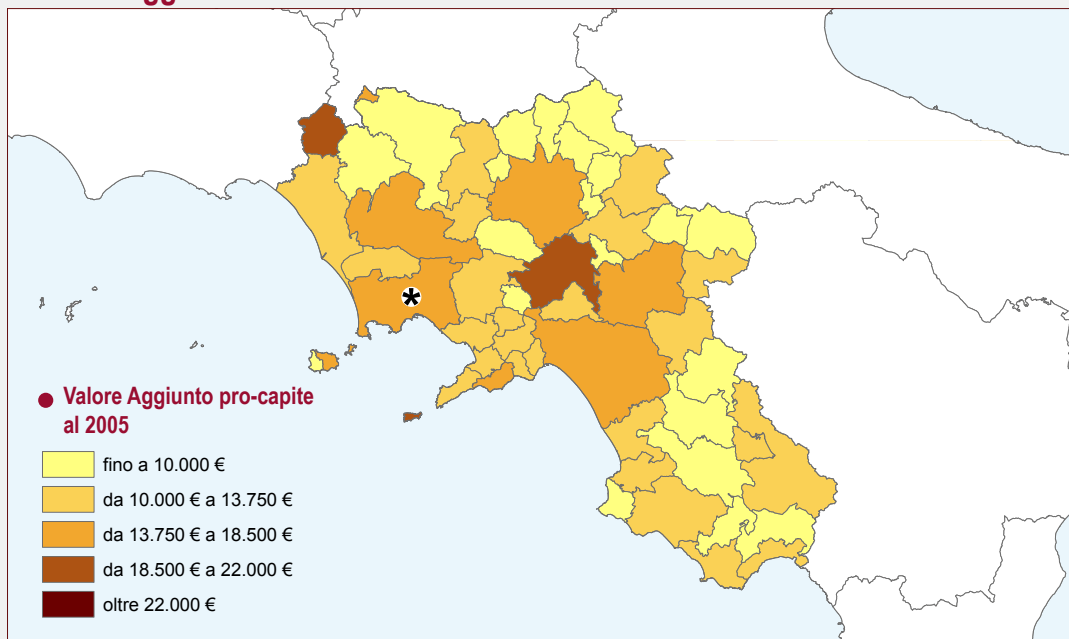 Valore Aggiunto pro-capite
al 2005
fino a 10.000 €
da 10.000 € a 13.750 €
da 13.750 € a 18.500 €
da 18.500 € a 22.000 €
oltre 22.000 €